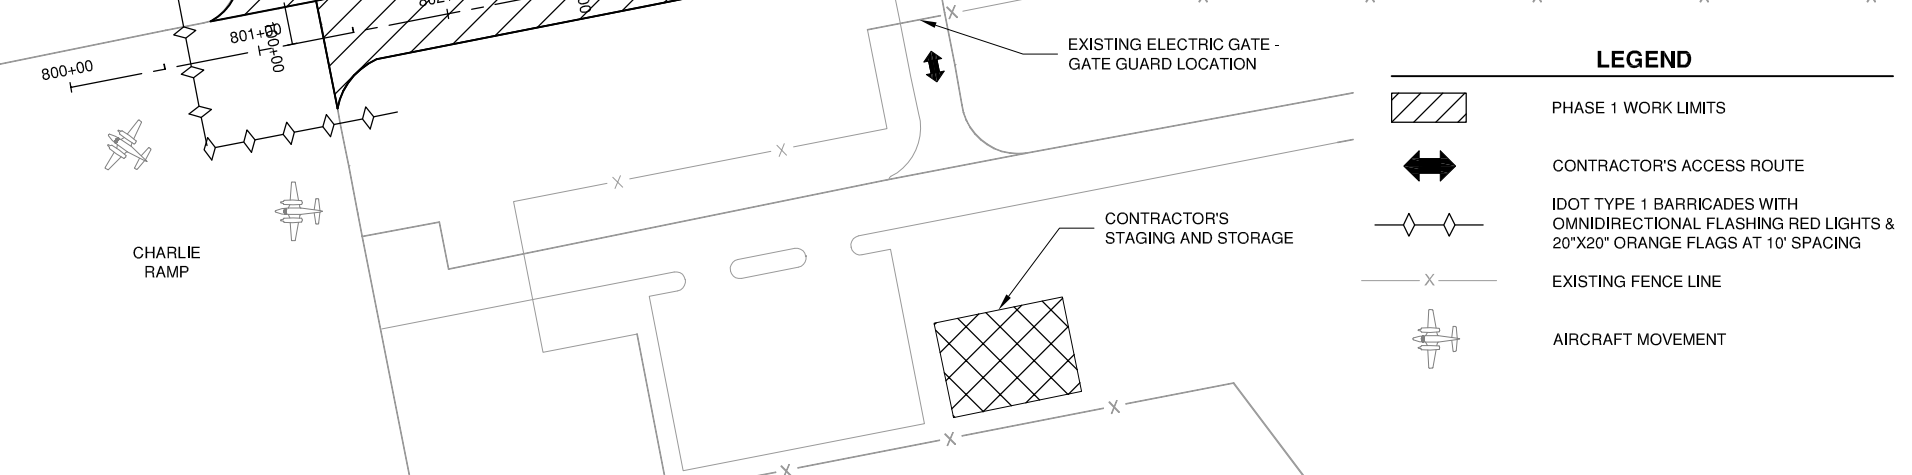 800+00
801+00
00+00
EXISTING ELECTRIC GATE -
GATE GUARD LOCATION
CHARLIE
RAMP
CONTRACTOR'S
STAGING AND STORAGE
X
X
X
X
X
X
LEGEND
PHASE 1 WORK LIMITS
CONTRACTOR'S ACCESS ROUTE
IDOT TYPE 1 BARRICADES WITH
OMNIDIRECTIONAL FLASHING RED LIGHTS &
20"X20" ORANGE FLAGS AT 10' SPACING
X
EXISTING FENCE LINE
AIRCRAFT MOVEMENT